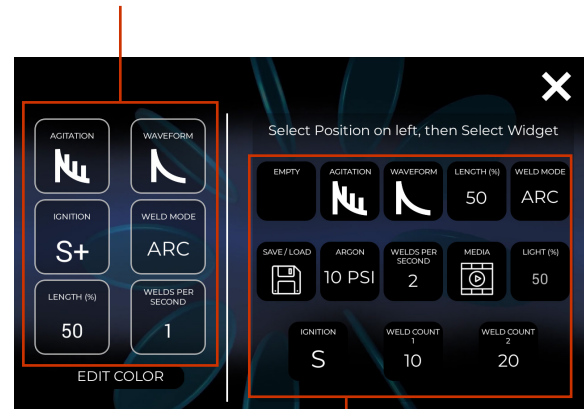 Select Position on left, then Select Widget
AGITATION
WAVEFORM
IGNITION
S+
WELD MODE
ARC
LENGTH (%)
50
WELDS PER
SECOND
1
EDIT COLOR
EMPTY
AGITATION
WAVEFORM
LENGTH (%)
50
WELD MODE
ARC
SAVE / LOAD
ARGON
10 PSI
WELDS PER
SECOND
2
MEDIA
LIGHT (%)
50
IGNITION
S
WELD COUNT
1
10
WELD COUNT
2
20